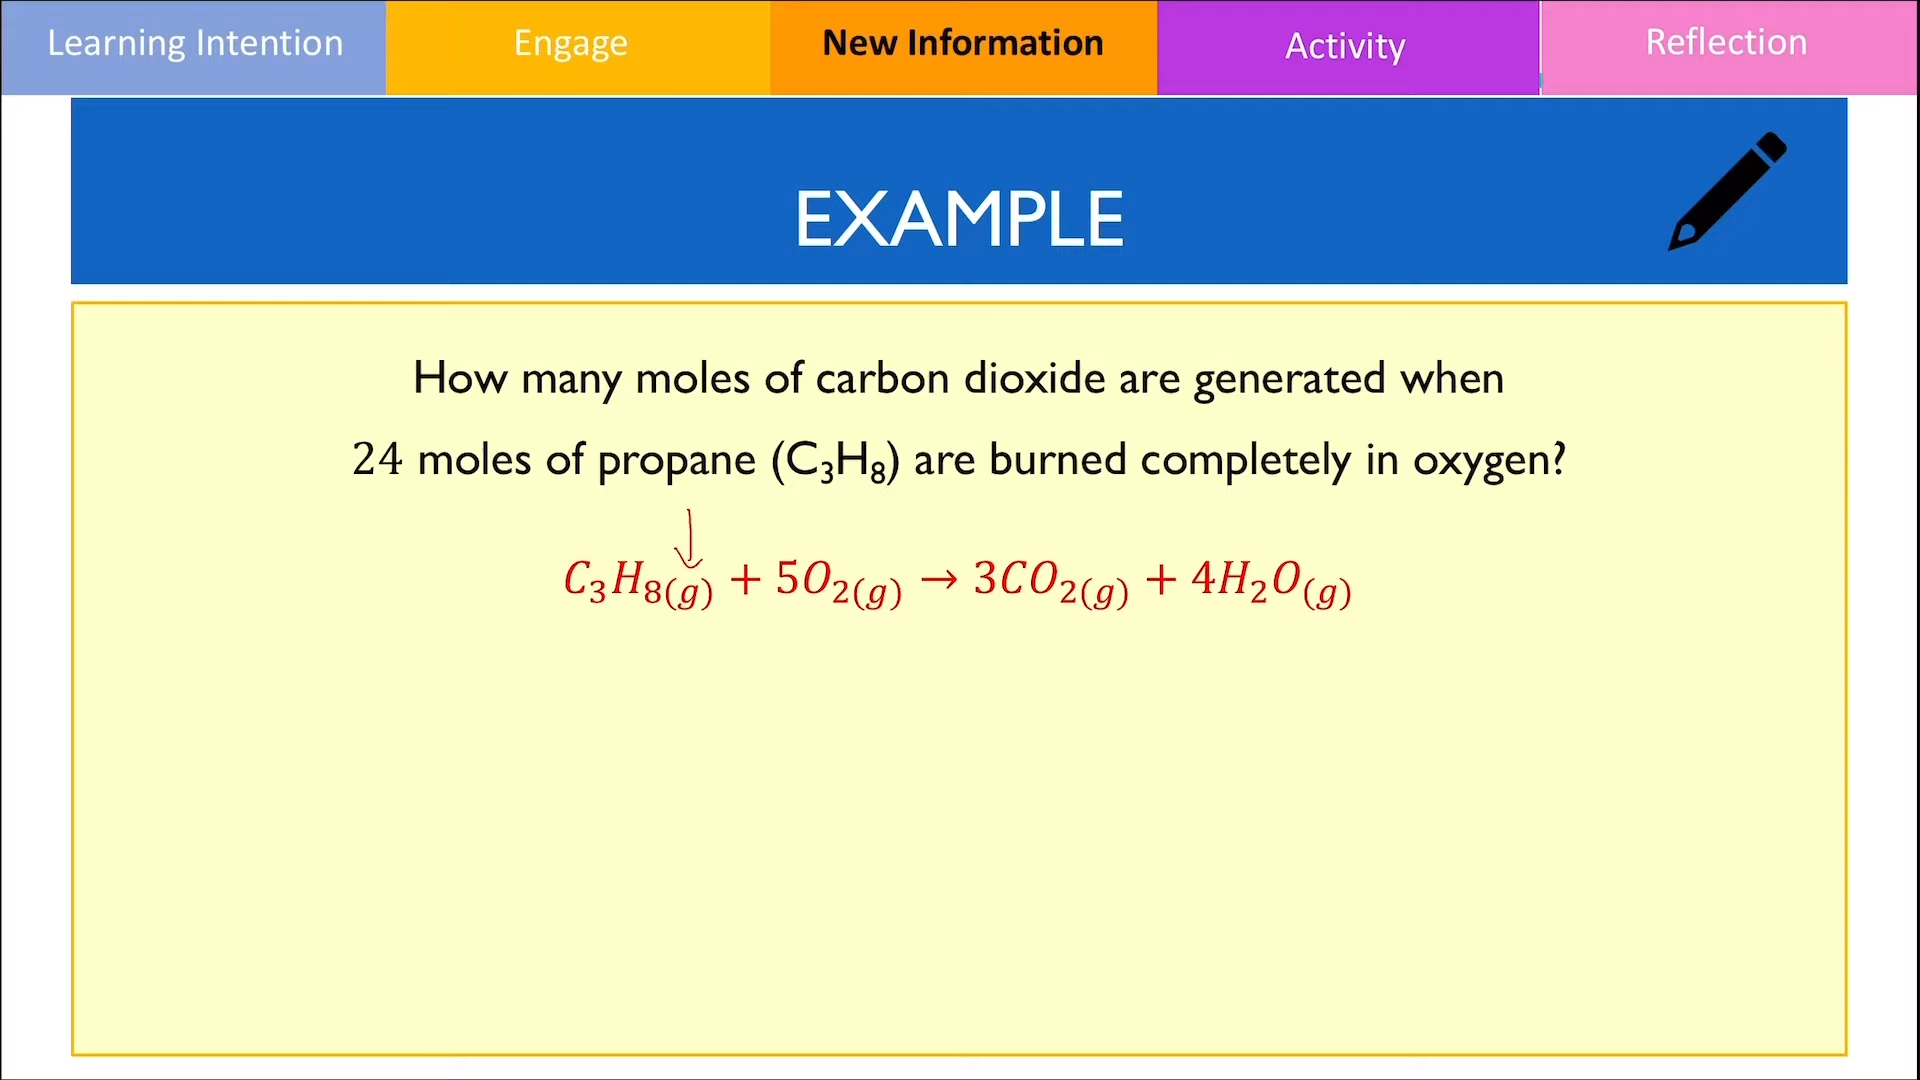 Learning Intention
Engage
New Information
Activity
Reflection
EXAMPLE
How many moles of carbon dioxide are generated when
24 moles of propane (C₃H₈) are burned completely in oxygen?
C₃H₈₍g₎ + 5O₂₍g₎ → 3CO₂₍g₎ + 4H₂O₍g₎